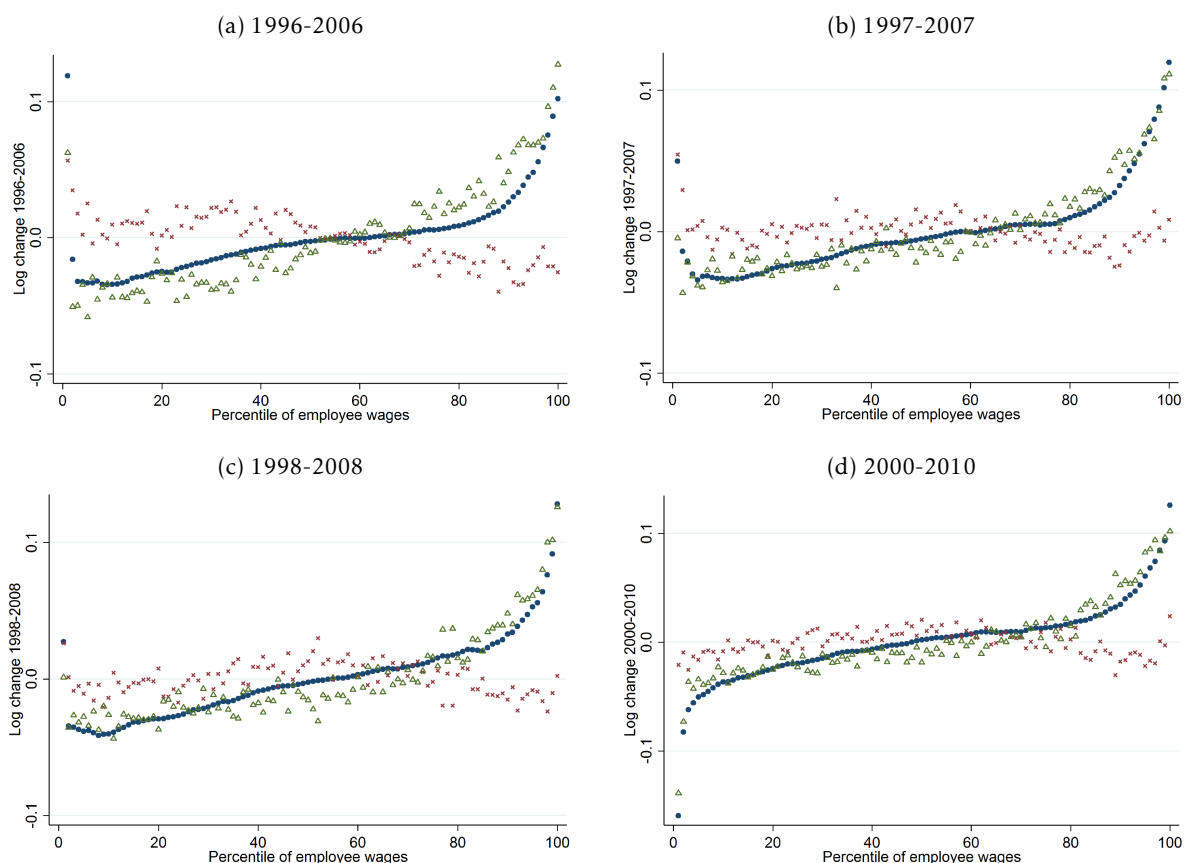 (a) 1996-2006
Log change 1996-2006
0.1
0.0
-0.1
0 20 40 60 80 100
Percentile of employee wages
(b) 1997-2007
Log change 1997-2007
0.1
0.0
-0.1
0 20 40 60 80 100
Percentile of employee wages
(c) 1998-2008
Log change 1998-2008
0.1
0.0
-0.1
0 20 40 60 80 100
Percentile of employee wages
(d) 2000-2010
Log change 2000-2010
0.1
0.0
-0.1
0 20 40 60 80 100
Percentile of employee wages